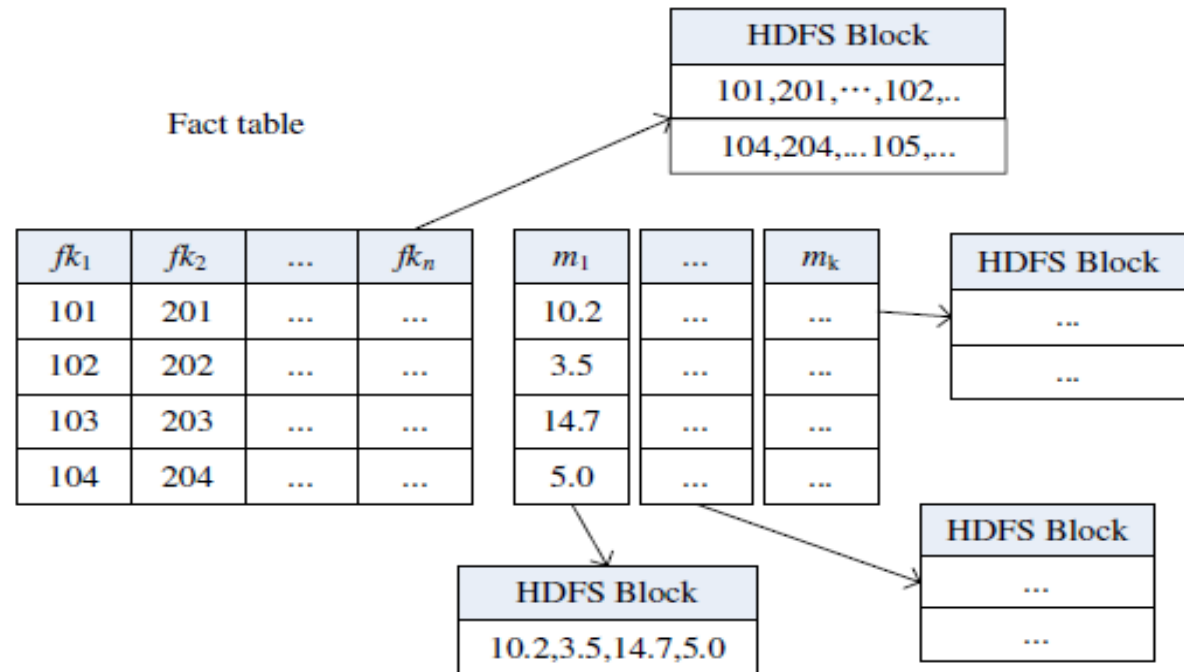 HDFS Block
101,201,⋯,102,..
104,204,...105,...
Fact table
fk1 fk2 ... fkn
101 201 ... ...
102 202 ... ...
103 203 ... ...
104 204 ... ...
m1 ... mk
10.2 ... ...
3.5 ... ...
14.7 ... ...
5.0 ... ...
HDFS Block
...
...
HDFS Block
...
...
HDFS Block
10.2,3.5,14.7,5.0